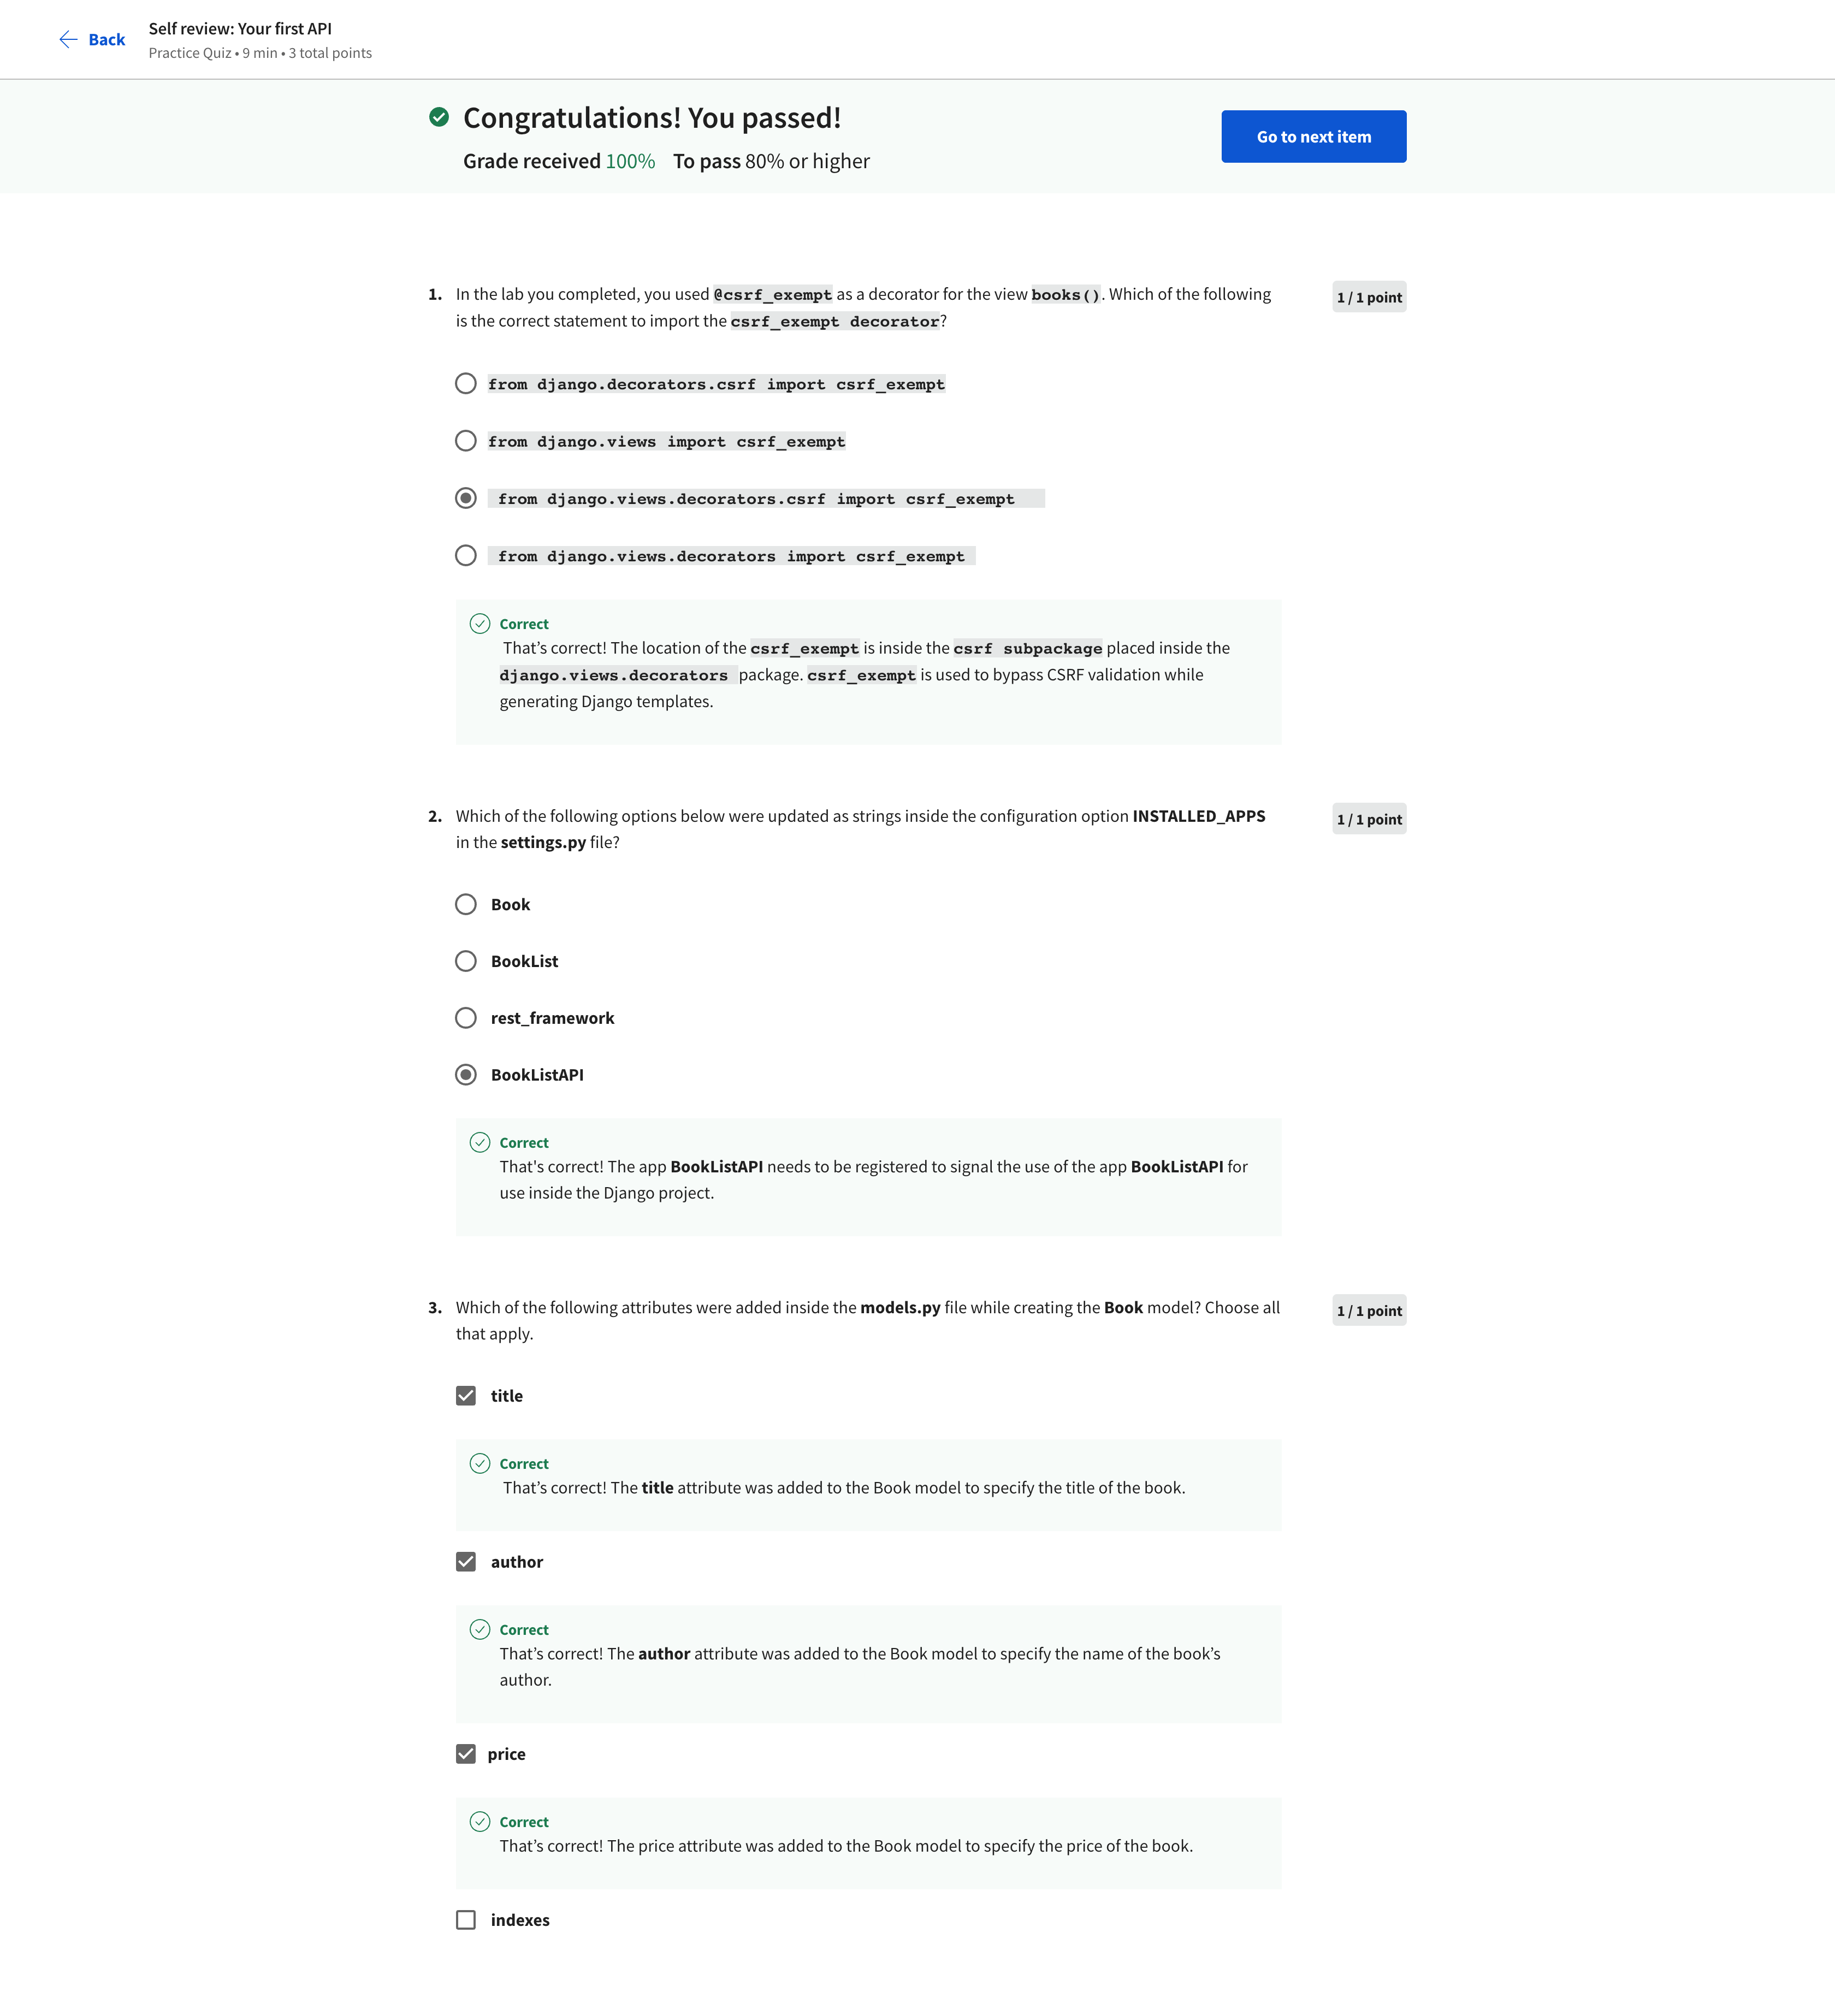 Back
Self review: Your first API
Practice Quiz • 9 min • 3 total points
Congratulations! You passed!
Grade received 100% To pass 80% or higher
Go to next item
1. In the lab you completed, you used @csrf_exempt as a decorator for the view books(). Which of the following
is the correct statement to import the csrf_exempt decorator?
1 / 1 point
from django.decorators.csrf import csrf_exempt
from django.views import csrf_exempt
from django.views.decorators.csrf import csrf_exempt
from django.views.decorators import csrf_exempt
Correct
That’s correct! The location of the csrf_exempt is inside the csrf subpackage placed inside the
django.views.decorators package. csrf_exempt is used to bypass CSRF validation while
generating Django templates.
2. Which of the following options below were updated as strings inside the configuration option INSTALLED_APPS
in the settings.py file?
1 / 1 point
Book
BookList
rest_framework
BookListAPI
Correct
That's correct! The app BookListAPI needs to be registered to signal the use of the app BookListAPI for
use inside the Django project.
3. Which of the following attributes were added inside the models.py file while creating the Book model? Choose all
that apply.
1 / 1 point
title
Correct
That’s correct! The title attribute was added to the Book model to specify the title of the book.
author
Correct
That’s correct! The author attribute was added to the Book model to specify the name of the book’s
author.
price
Correct
That’s correct! The price attribute was added to the Book model to specify the price of the book.
indexes